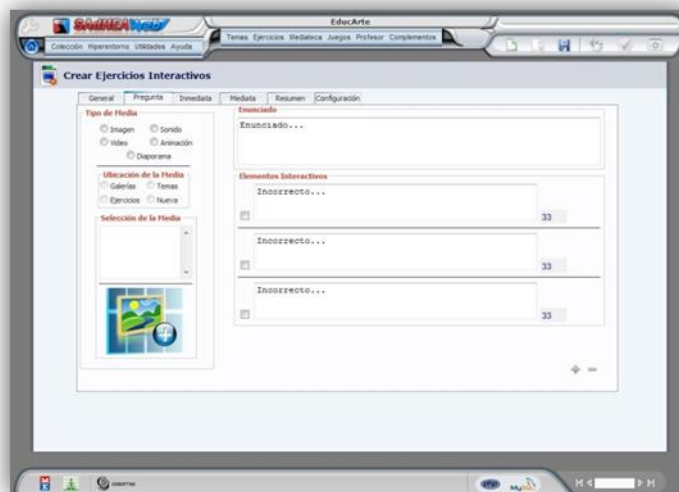 SAdHEAWeb
EducArte
Colección Hiperentorno Utilidades Ayuda
Temas Ejercicios Mediateca Juegos Profesor Complementos
Crear Ejercicios Interactivos
General Pregunta Inmediata Mediata Resumen Configuración
Tipo de Media
Imagen Sonido
Video Animación
Diaporama
Ubicación de la Media
Galerías Temas
Ejercicios Nueva
Selección de la Media
Enunciado
Enunciado...
Elementos Interactivos
Incorrecto...
33
Incorrecto...
33
Incorrecto...
33
php